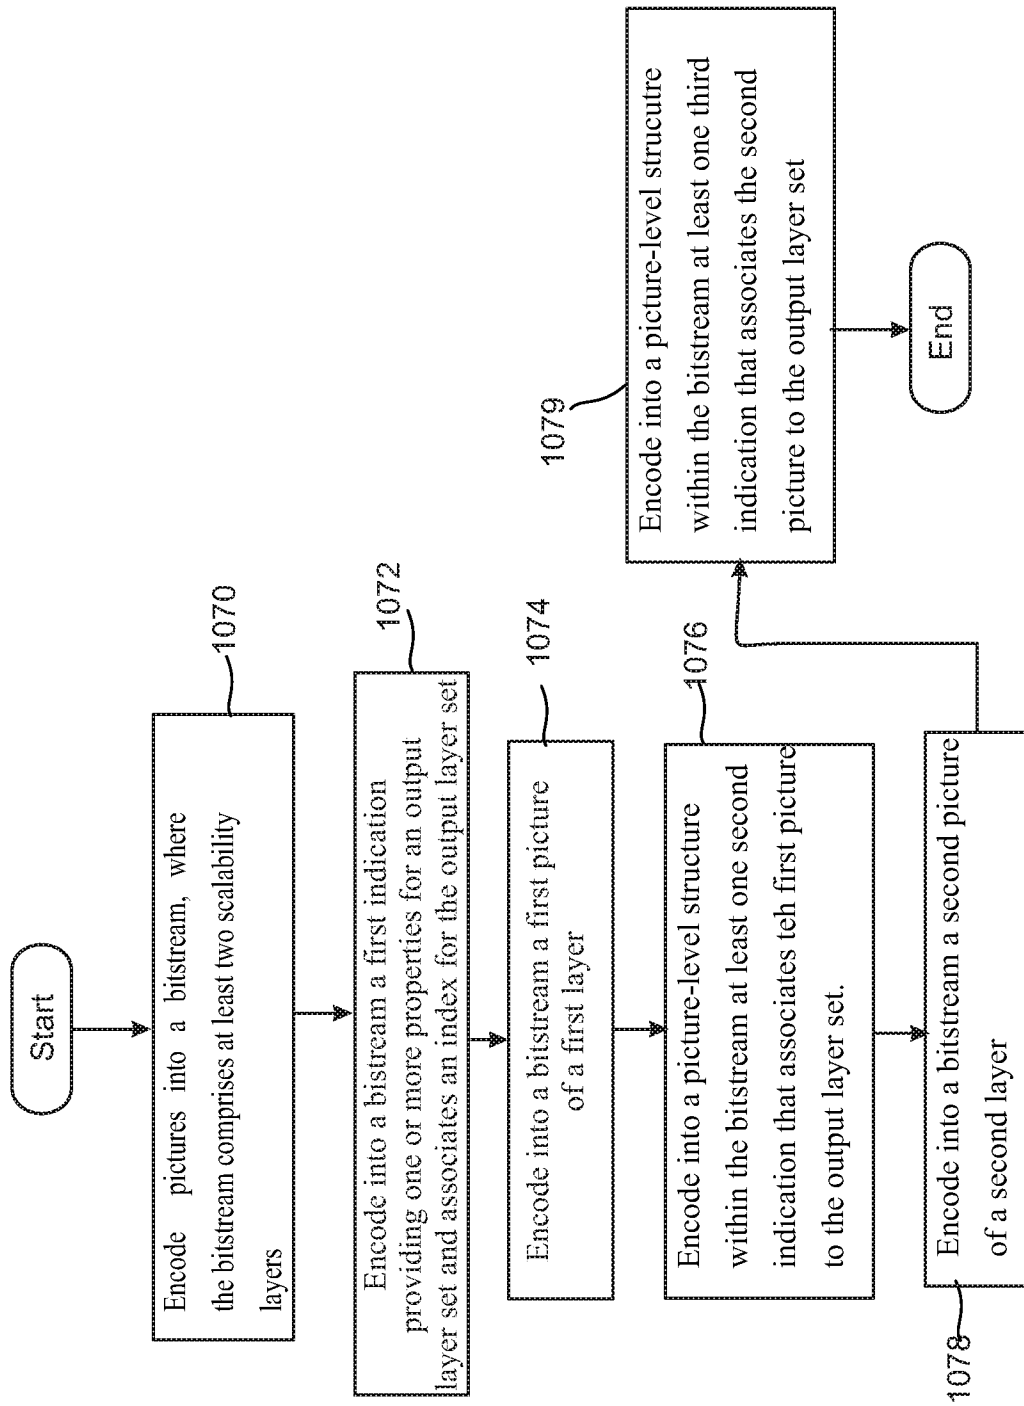 Start
Encode pictures into a bitstream, where
the bitstream comprises at least two scalability
layers
1070
Encode into a bistream a first indication
providing one or more properties for an output
layer set and associates an index for the output layer set
1072
Encode into a bitstream a first picture
of a first layer
1074
Encode into a picture-level structure
within the bitstream at least one second
indication that associates teh first picture
to the output layer set.
1076
Encode into a bitstream a second picture
of a second layer
1078
Encode into a picture-level strucutre
within the bitstream at least one third
indication that associates the second
picture to the output layer set
1079
End